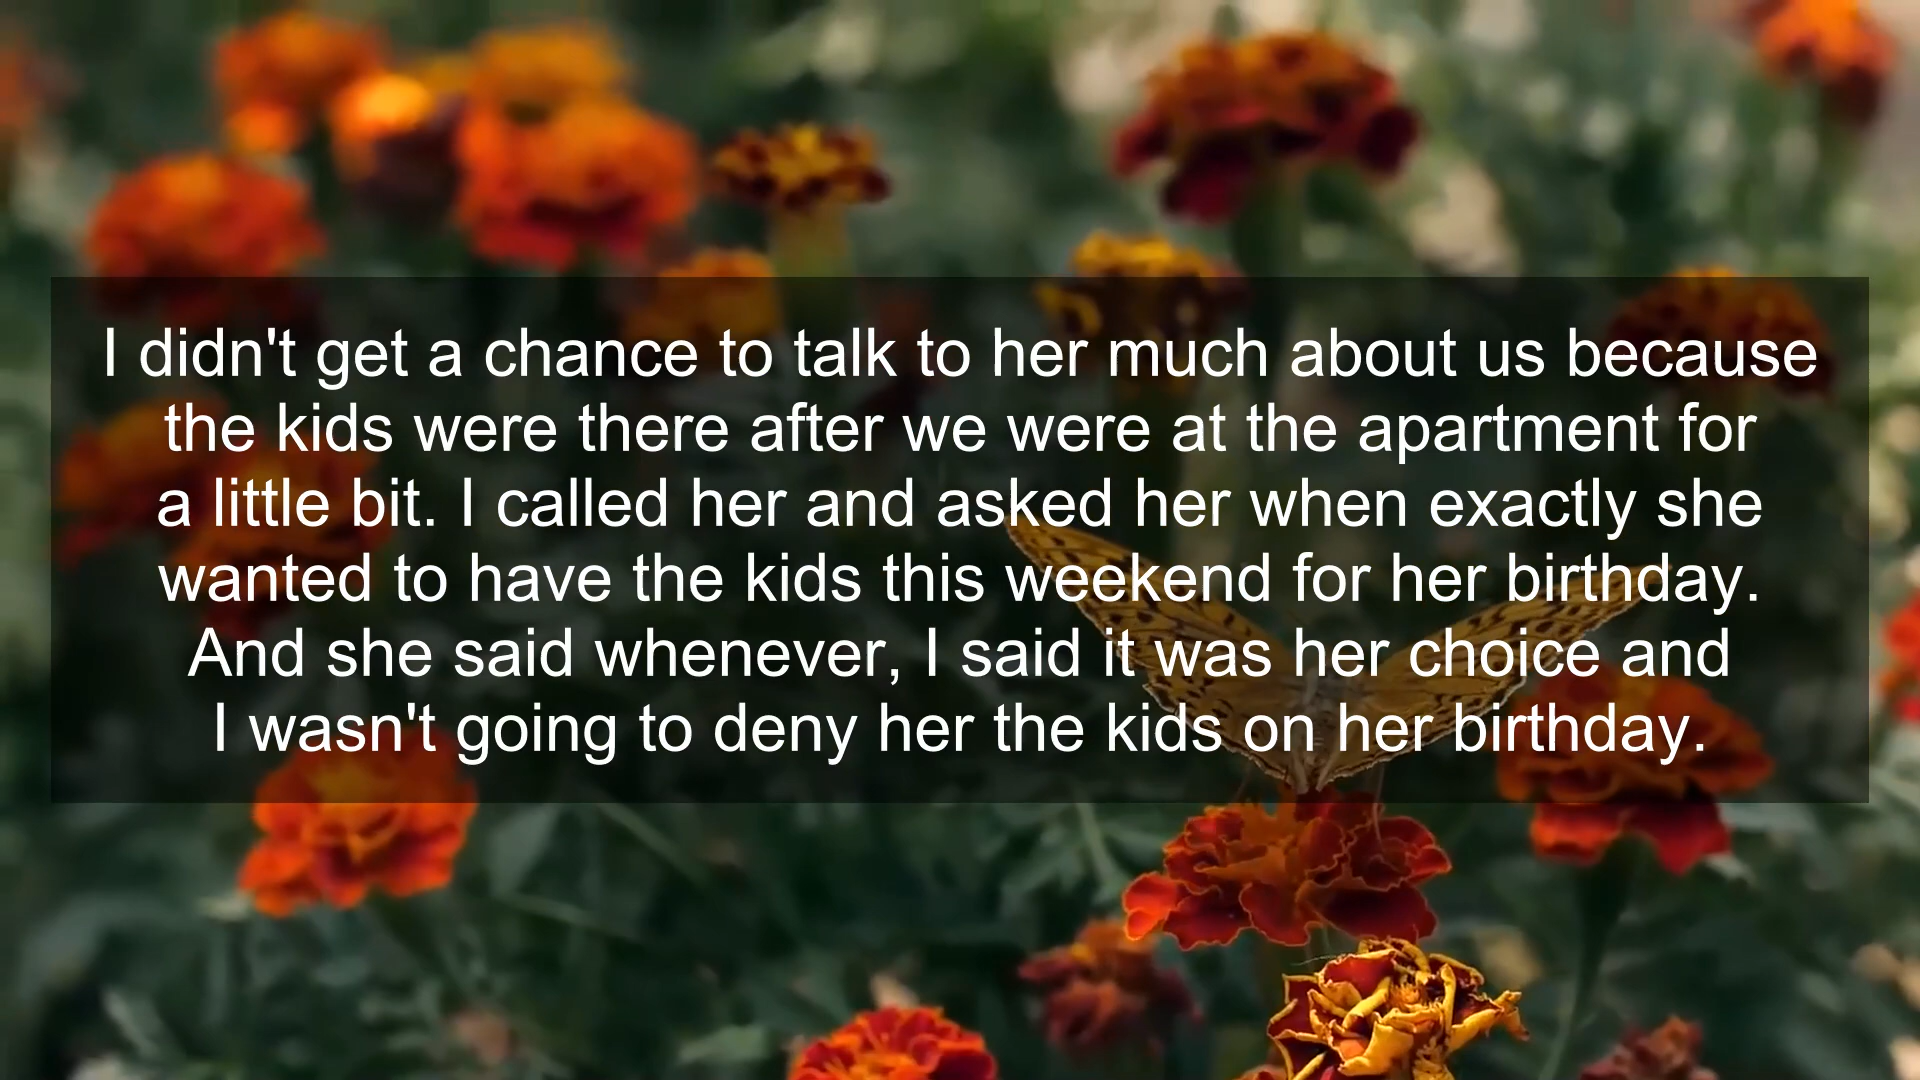 I didn't get a chance to talk to her much about us because
the kids were there after we were at the apartment for
a little bit. I called her and asked her when exactly she
wanted to have the kids this weekend for her birthday.
And she said whenever, I said it was her choice and
I wasn't going to deny her the kids on her birthday.